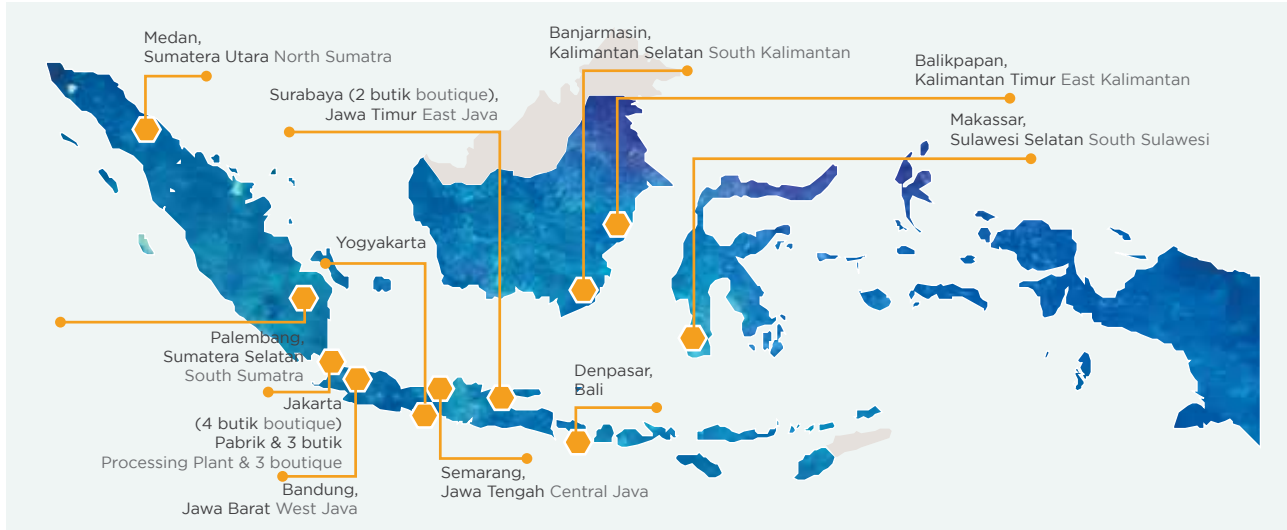 Medan,
Sumatera Utara North Sumatra
Surabaya (2 butik boutique),
Jawa Timur East Java
Banjarmasin,
Kalimantan Selatan South Kalimantan
Balikpapan,
Kalimantan Timur East Kalimantan
Makassar,
Sulawesi Selatan South Sulawesi
Yogyakarta
Palembang,
Sumatera Selatan
South Sumatra
Jakarta
(4 butik boutique)
Pabrik & 3 butik
Processing Plant & 3 boutique
Bandung,
Jawa Barat West Java
Semarang,
Jawa Tengah Central Java
Denpasar,
Bali